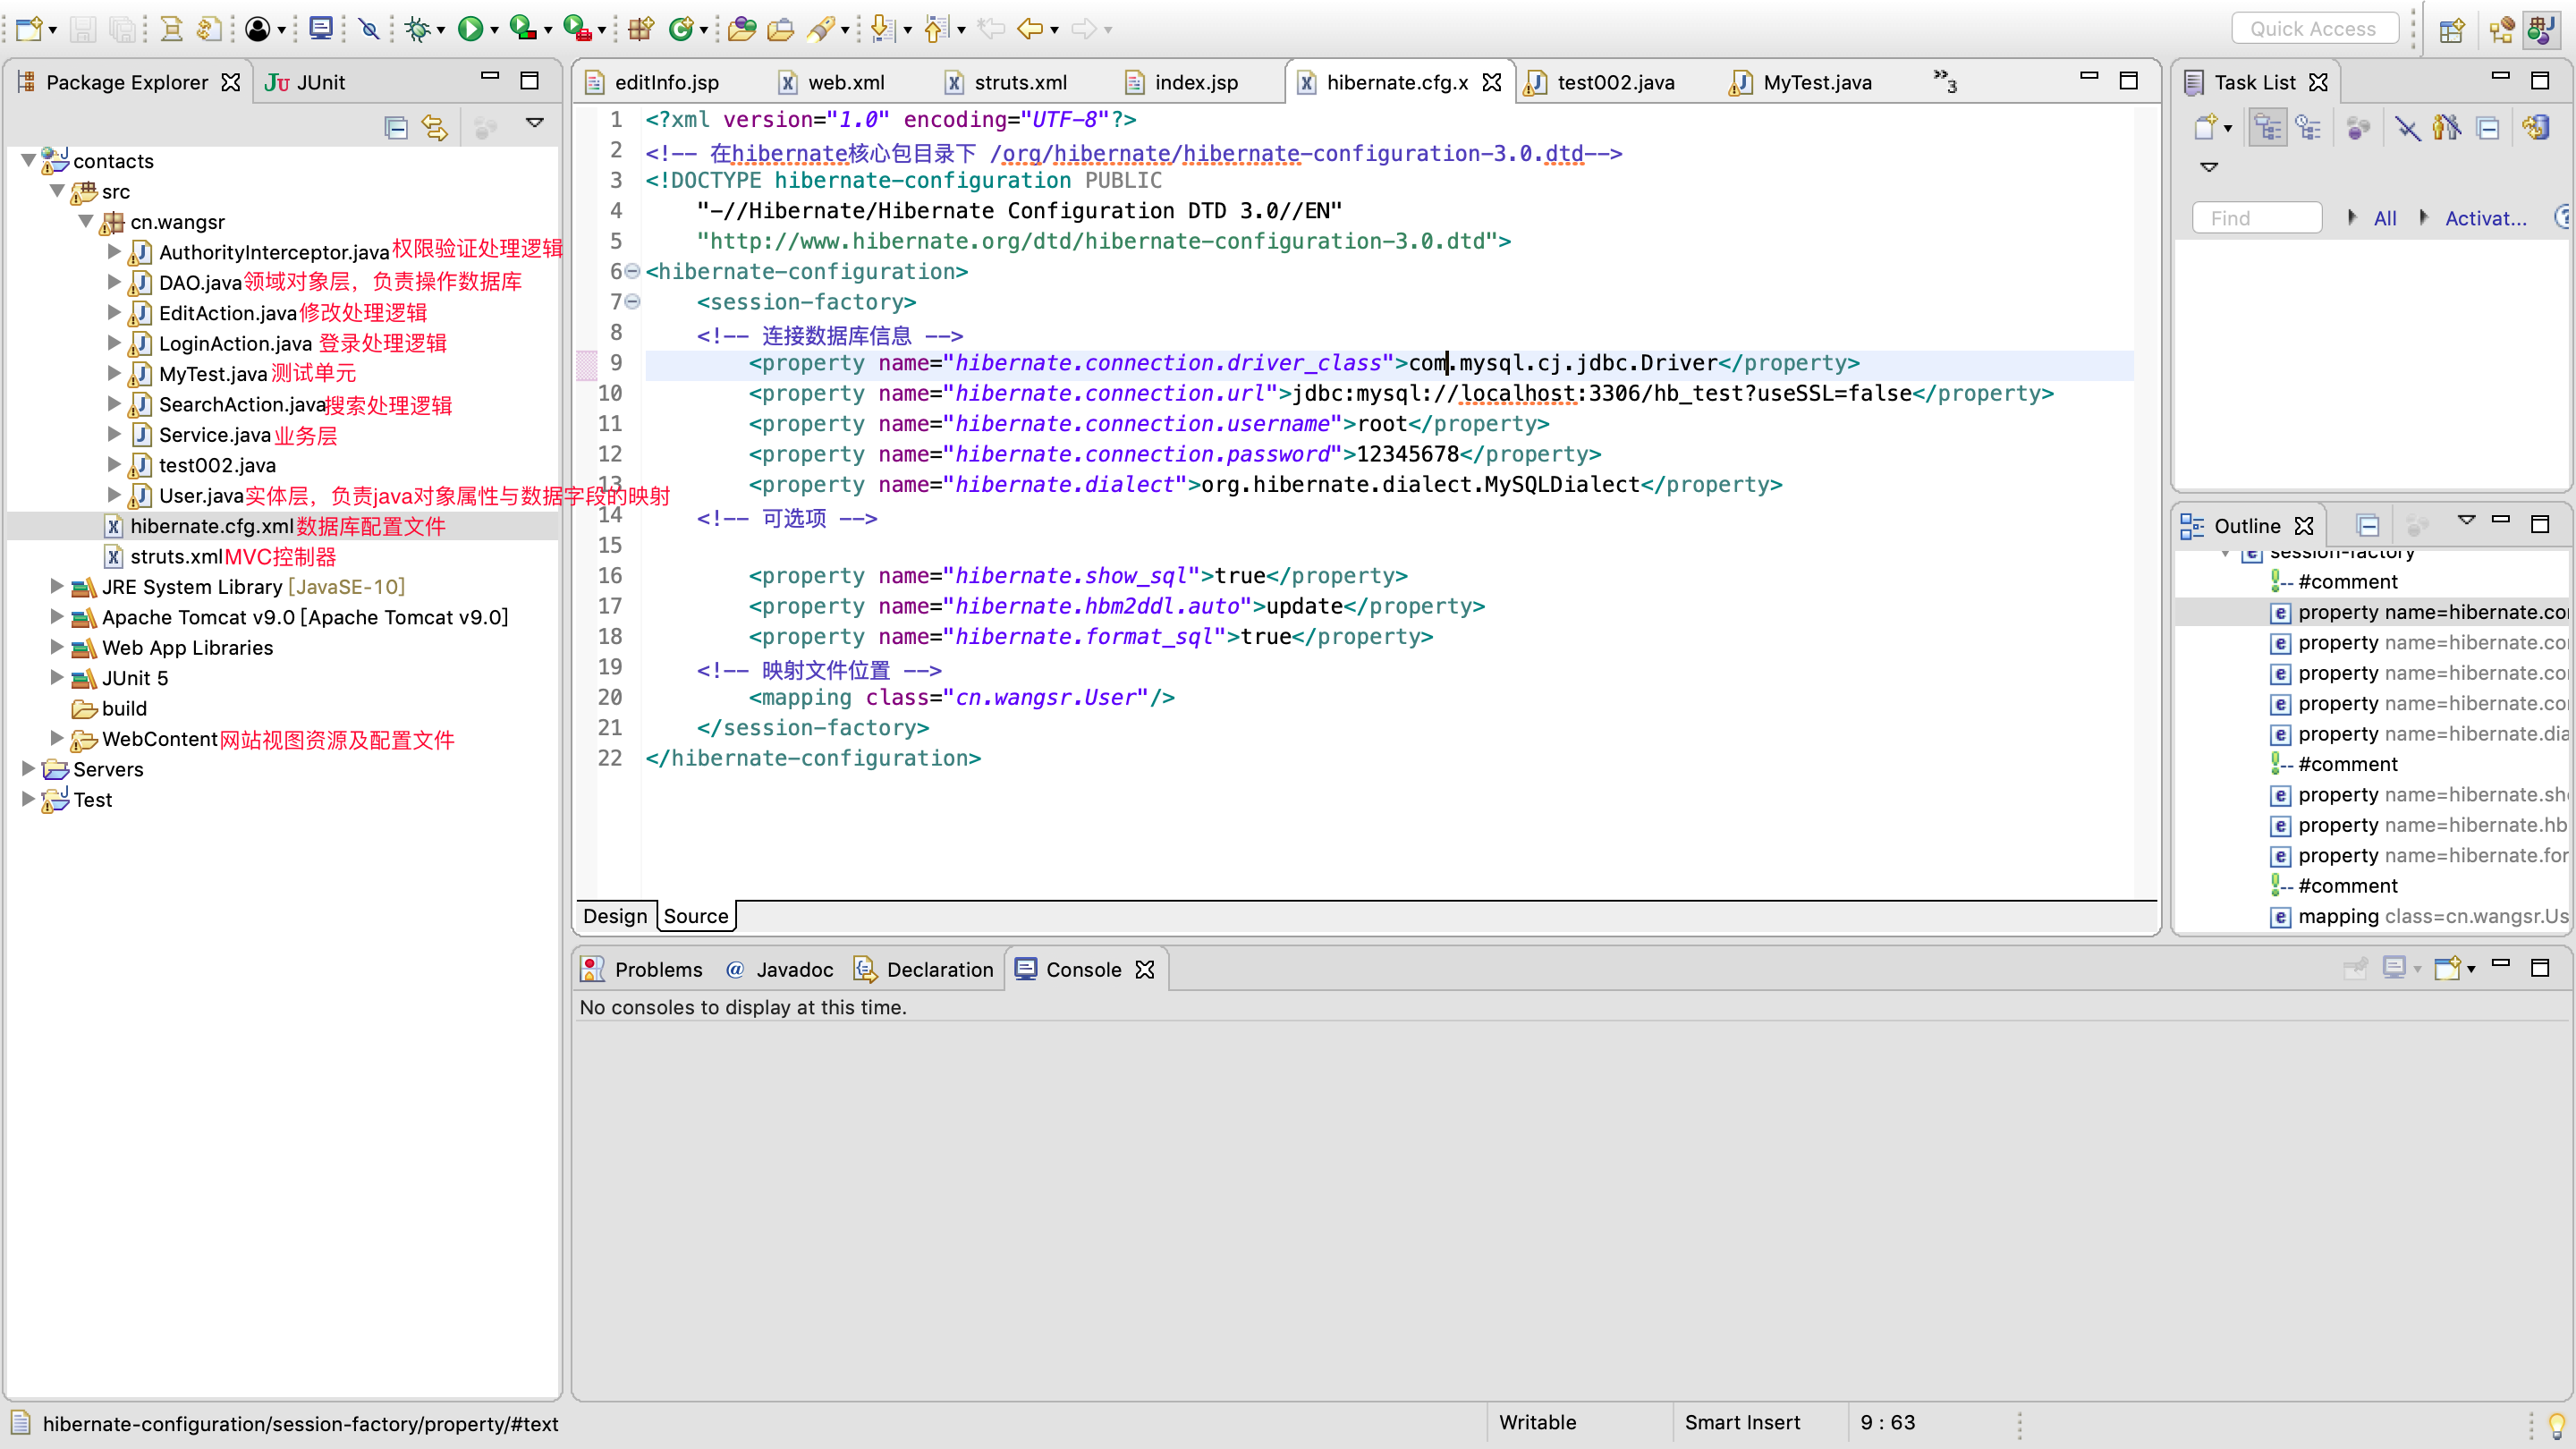 Quick Access
Package Explorer
JUnit
contacts
src
cn.wangsr
AuthorityInterceptor.java权限验证处理逻辑
DAO.java领域对象层，负责操作数据库
EditAction.java修改处理逻辑
LoginAction.java 登录处理逻辑
MyTest.java 测试单元
SearchAction.java搜索处理逻辑
Service.java 业务层
test002.java
User.java实体层，负责java对象属性与数据字段的映射
hibernate.cfg.xml数据库配置文件
struts.xmlMVC控制器
JRE System Library [JavaSE-10]
Apache Tomcat v9.0 [Apache Tomcat v9.0]
Web App Libraries
JUnit 5
build
WebContent网站视图资源及配置文件
Servers
Test
editInfo.jsp
web.xml
struts.xml
index.jsp
hibernate.cfg.x
test002.java
MyTest.java
»3
1 <?xml version="1.0" encoding="UTF-8"?>
2 <!-- 在hibernate核心包目录下 /org/hibernate/hibernate-configuration-3.0.dtd-->
3 <!DOCTYPE hibernate-configuration PUBLIC
4 "-//Hibernate/Hibernate Configuration DTD 3.0//EN"
5 "http://www.hibernate.org/dtd/hibernate-configuration-3.0.dtd">
6 <hibernate-configuration>
7 <session-factory>
8 <!-- 连接数据库信息 -->
9 <property name="hibernate.connection.driver_class">com.mysql.cj.jdbc.Driver</property>
10 <property name="hibernate.connection.url">jdbc:mysql://localhost:3306/hb_test?useSSL=false</property>
11 <property name="hibernate.connection.username">root</property>
12 <property name="hibernate.connection.password">12345678</property>
13 <property name="hibernate.dialect">org.hibernate.dialect.MySQLDialect</property>
14 <!-- 可选项 -->
15
16 <property name="hibernate.show_sql">true</property>
17 <property name="hibernate.hbm2ddl.auto">update</property>
18 <property name="hibernate.format_sql">true</property>
19 <!-- 映射文件位置 -->
20 <mapping class="cn.wangsr.User"/>
21 </session-factory>
22 </hibernate-configuration>
Design
Source
Problems
Javadoc
Declaration
Console
No consoles to display at this time.
Task List
Find
All
Activat...
Outline
session-factory
#comment
property name=hibernate.co
property name=hibernate.co
property name=hibernate.co
property name=hibernate.co
property name=hibernate.dia
#comment
property name=hibernate.sh
property name=hibernate.hb
property name=hibernate.for
#comment
mapping class=cn.wangsr.Us
hibernate-configuration/session-factory/property/#text
Writable
Smart Insert
9 : 63